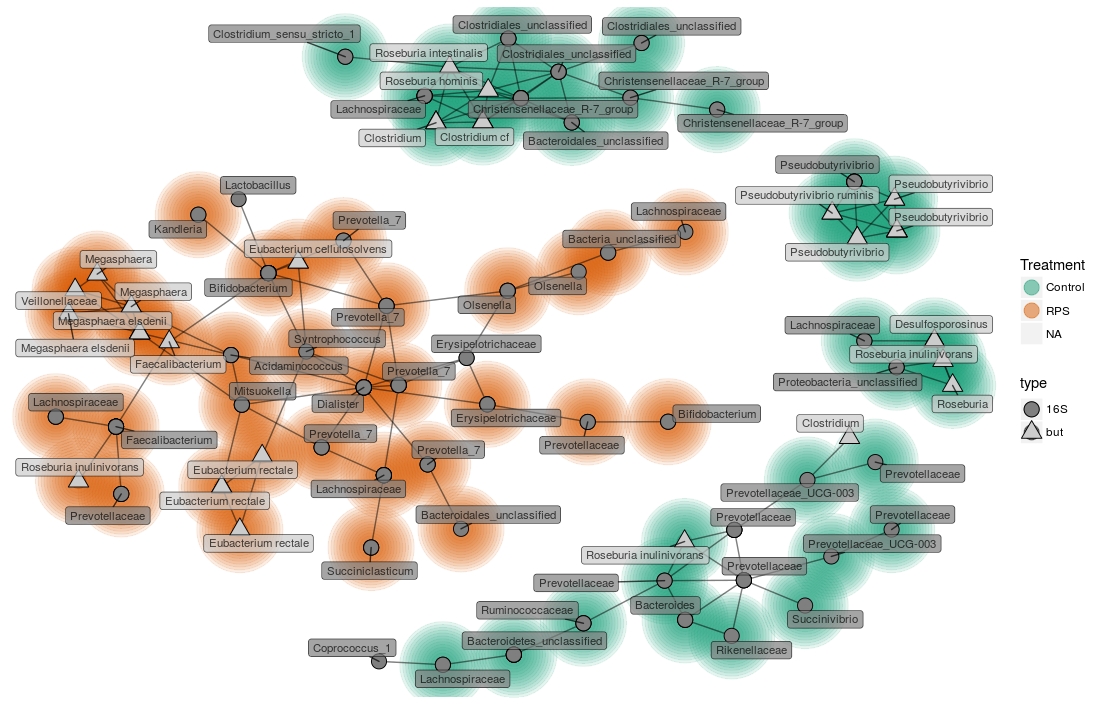 Clostridiales_unclassified
Clostridiales_unclassified
Clostridium_sensu_stricto_1
Roseburia intestinalis
Clostridiales_unclassified
Roseburia hominis
Christensenellaceae_R-7_group
Lachnospiraceae
Christensenellaceae_R-7_group
Christensenellaceae_R-7_group
Clostridium
Clostridium cf
Bacteroidales_unclassified
Pseudobutyrivibrio
Pseudobutyrivibrio
Pseudobutyrivibrio ruminis
Pseudobutyrivibrio
Pseudobutyrivibrio
Lactobacillus
Kandleria
Prevotella_7
Lachnospiraceae
Eubacterium cellulosolvens
Bacteria_unclassified
Megasphaera
Bifidobacterium
Olsenella
Megasphaera
Veillonellaceae
Olsenella
Megasphaera elsdenii
Prevotella_7
Megasphaera elsdenii
Syntrophococcus
Erysipelotrichaceae
Faecalibacterium
Acidaminococcus
Prevotella_7
Mitsuokella
Dialister
Lachnospiraceae
Erysipelotrichaceae
Bifidobacterium
Faecalibacterium
Prevotella_7
Prevotellaceae
Prevotella_7
Roseburia inulinivorans
Eubacterium rectale
Lachnospiraceae
Eubacterium rectale
Prevotellaceae
Bacteroidales_unclassified
Eubacterium rectale
Succiniclasticum
Lachnospiraceae
Desulfosporosinus
Roseburia inulinivorans
Proteobacteria_unclassified
Roseburia
Clostridium
Prevotellaceae
Prevotellaceae_UCG-003
Prevotellaceae
Prevotellaceae
Prevotellaceae_UCG-003
Roseburia inulinivorans
Prevotellaceae
Prevotellaceae
Bacteroides
Ruminococcaceae
Succinivibrio
Bacteroidetes_unclassified
Rikenellaceae
Coprococcus_1
Lachnospiraceae
Treatment
Control
RPS
NA
type
16S
but